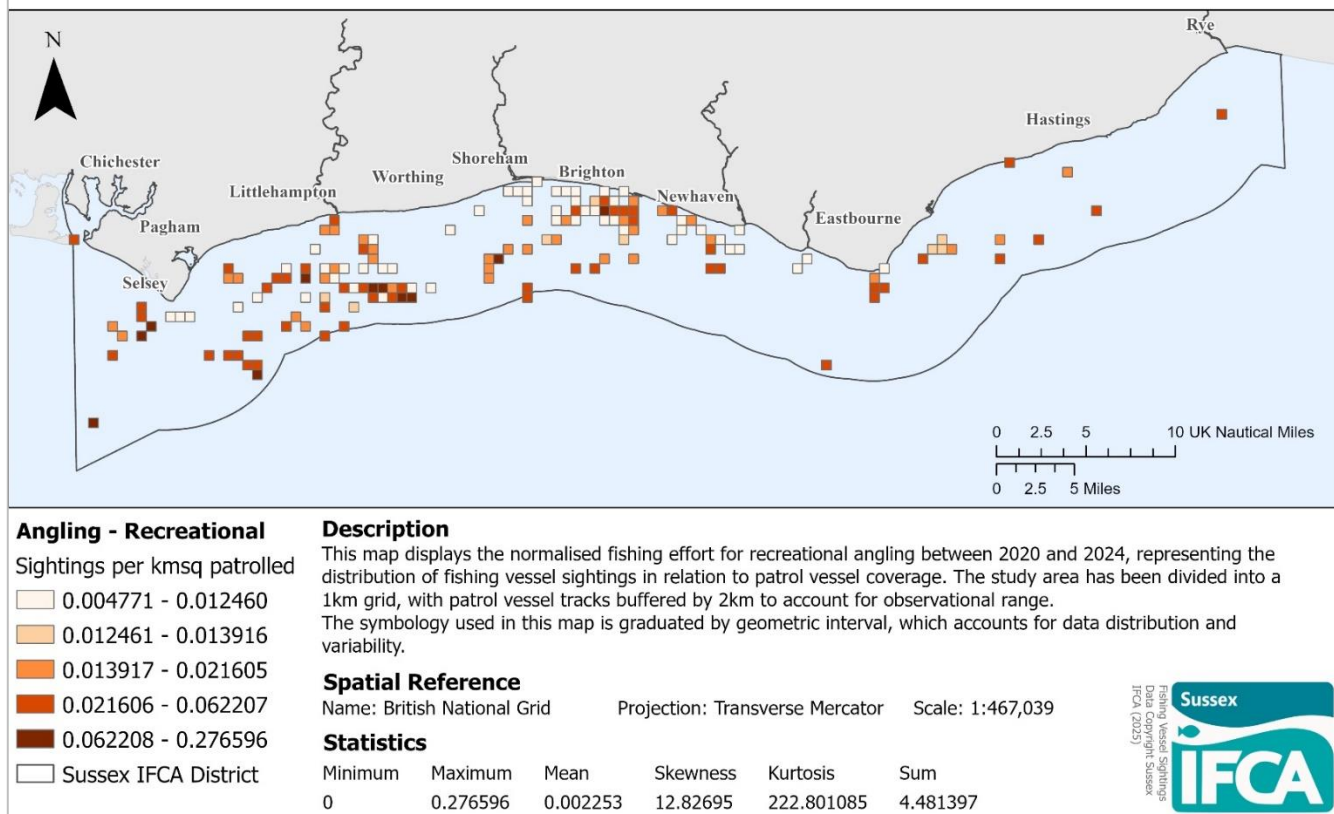 N
Rye
Hastings
Chichester
Shoreham
Brighton
Worthing
Littlehampton
Newhaven
Pagham
Eastbourne
Selsey
0 2.5 5 10 UK Nautical Miles
0 2.5 5 Miles
Angling - Recreational
Sightings per kmsq patrolled
0.004771 - 0.012460
0.012461 - 0.013916
0.013917 - 0.021605
0.021606 - 0.062207
0.062208 - 0.276596
Sussex IFCA District
Description
This map displays the normalised fishing effort for recreational angling between 2020 and 2024, representing the
distribution of fishing vessel sightings in relation to patrol vessel coverage. The study area has been divided into a
1km grid, with patrol vessel tracks buffered by 2km to account for observational range.
The symbology used in this map is graduated by geometric interval, which accounts for data distribution and
variability.
Spatial Reference
Name: British National Grid Projection: Transverse Mercator Scale: 1:467,039
Statistics
Minimum Maximum Mean Skewness Kurtosis Sum
0 0.276596 0.002253 12.82695 222.801085 4.481397
Fishing Vessel Sightings
Data Copyright Sussex
IFCA (2025)
Sussex
IFCA